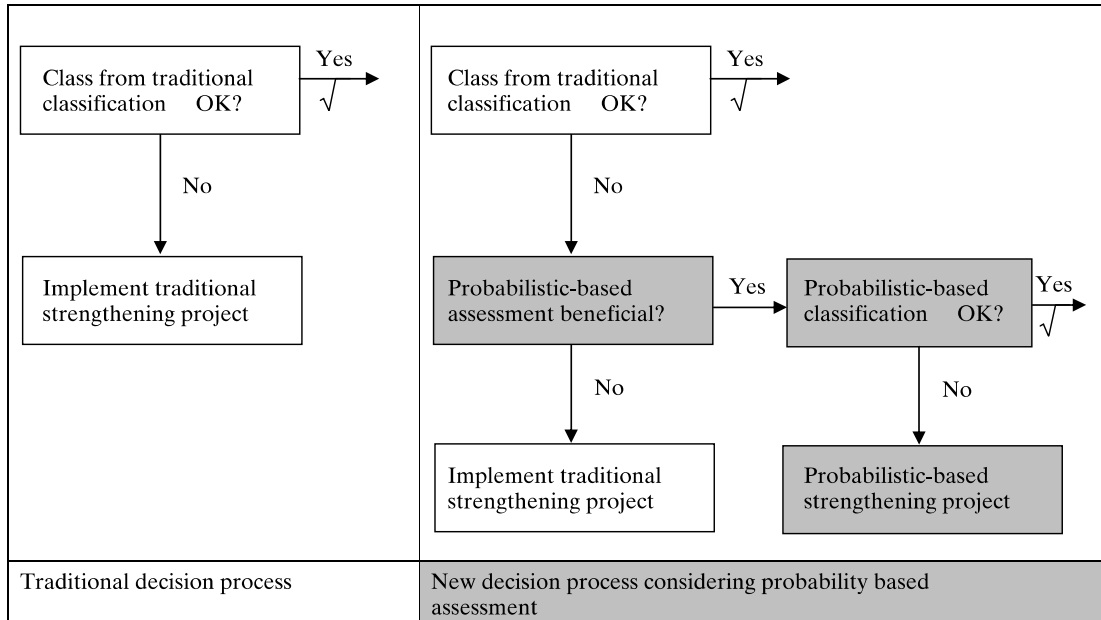 Class from traditional
classification OK?
Yes
√
No
Implement traditional
strengthening project
Traditional decision process
Class from traditional
classification OK?
Yes
√
No
Probabilistic-based
assessment beneficial?
Yes
Probabilistic-based
classification OK?
Yes
√
No
No
Implement traditional
strengthening project
Probabilistic-based
strengthening project
New decision process considering probability based
assessment